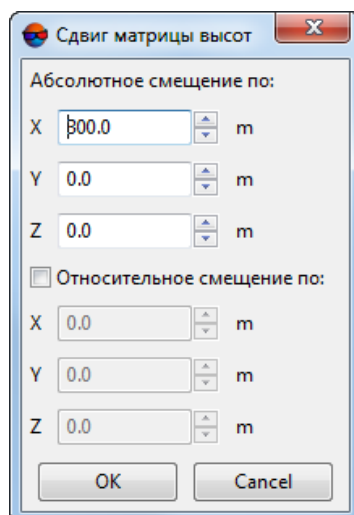 Сдвиг матрицы высот
Абсолютное смещение по:
X 300.0 m
Y 0.0 m
Z 0.0 m
Относительное смещение по:
X 0.0 m
Y 0.0 m
Z 0.0 m
OK Cancel